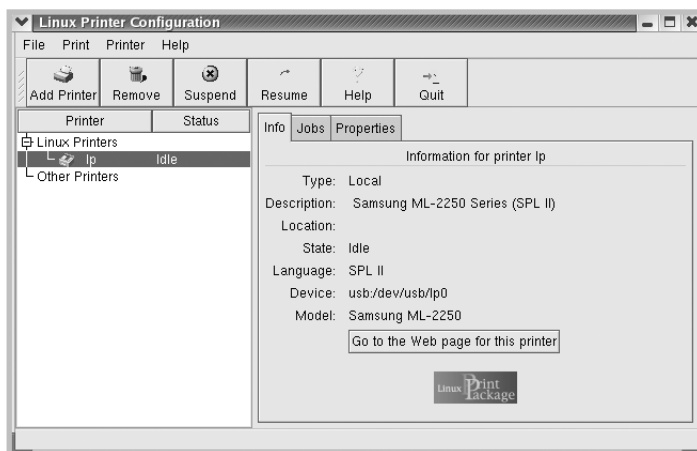 Linux Printer Configuration
File Print Printer Help
Add Printer Remove Suspend Resume Help Quit
Printer Status
Linux Printers
lp Idle
Other Printers
Info Jobs Properties
Information for printer lp
Type: Local
Description: Samsung ML-2250 Series (SPL II)
Location:
State: Idle
Language: SPL II
Device: usb:/dev/usb/lp0
Model: Samsung ML-2250
Go to the Web page for this printer
Linux Print Package